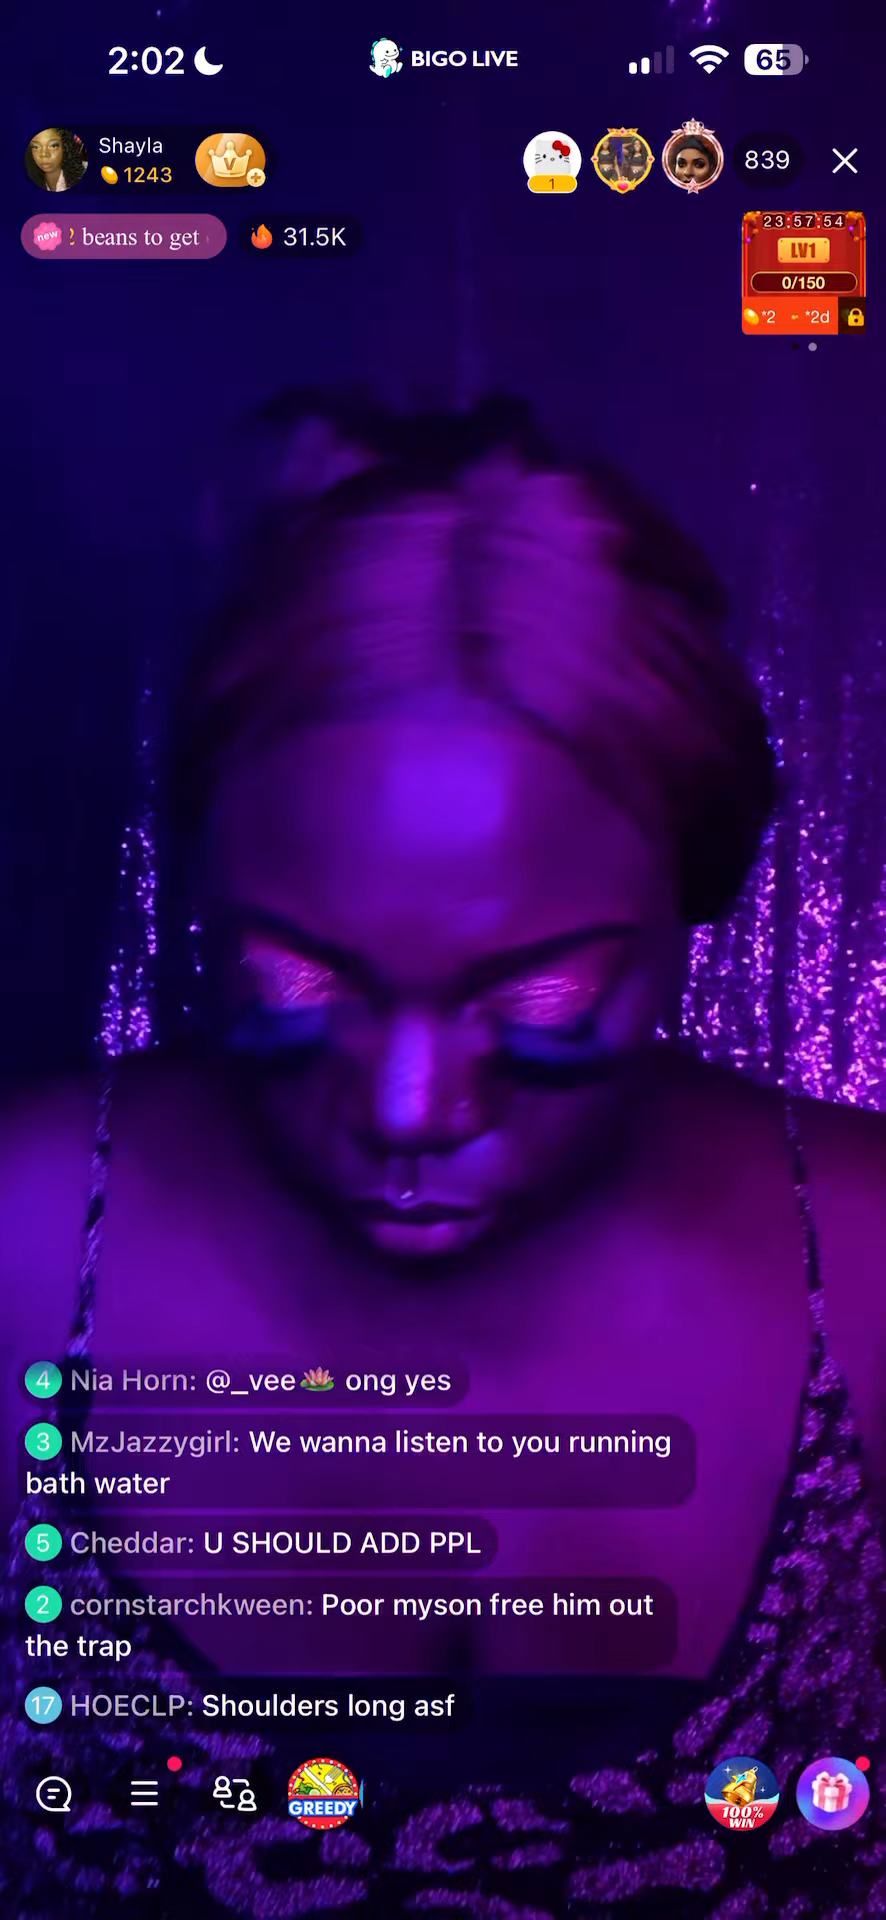 2:02
BIGO LIVE
65
Shayla
1243
V
1
839
new
beans to get
31.5K
23:57:54
LV1
0/150
*2
*2d
4 Nia Horn: @_vee🪷 ong yes
3 MzJazzygirl: We wanna listen to you running
bath water
5 Cheddar: U SHOULD ADD PPL
2 cornstarchkween: Poor myson free him out
the trap
17 HOECLP: Shoulders long asf
GREEDY
100%
WIN